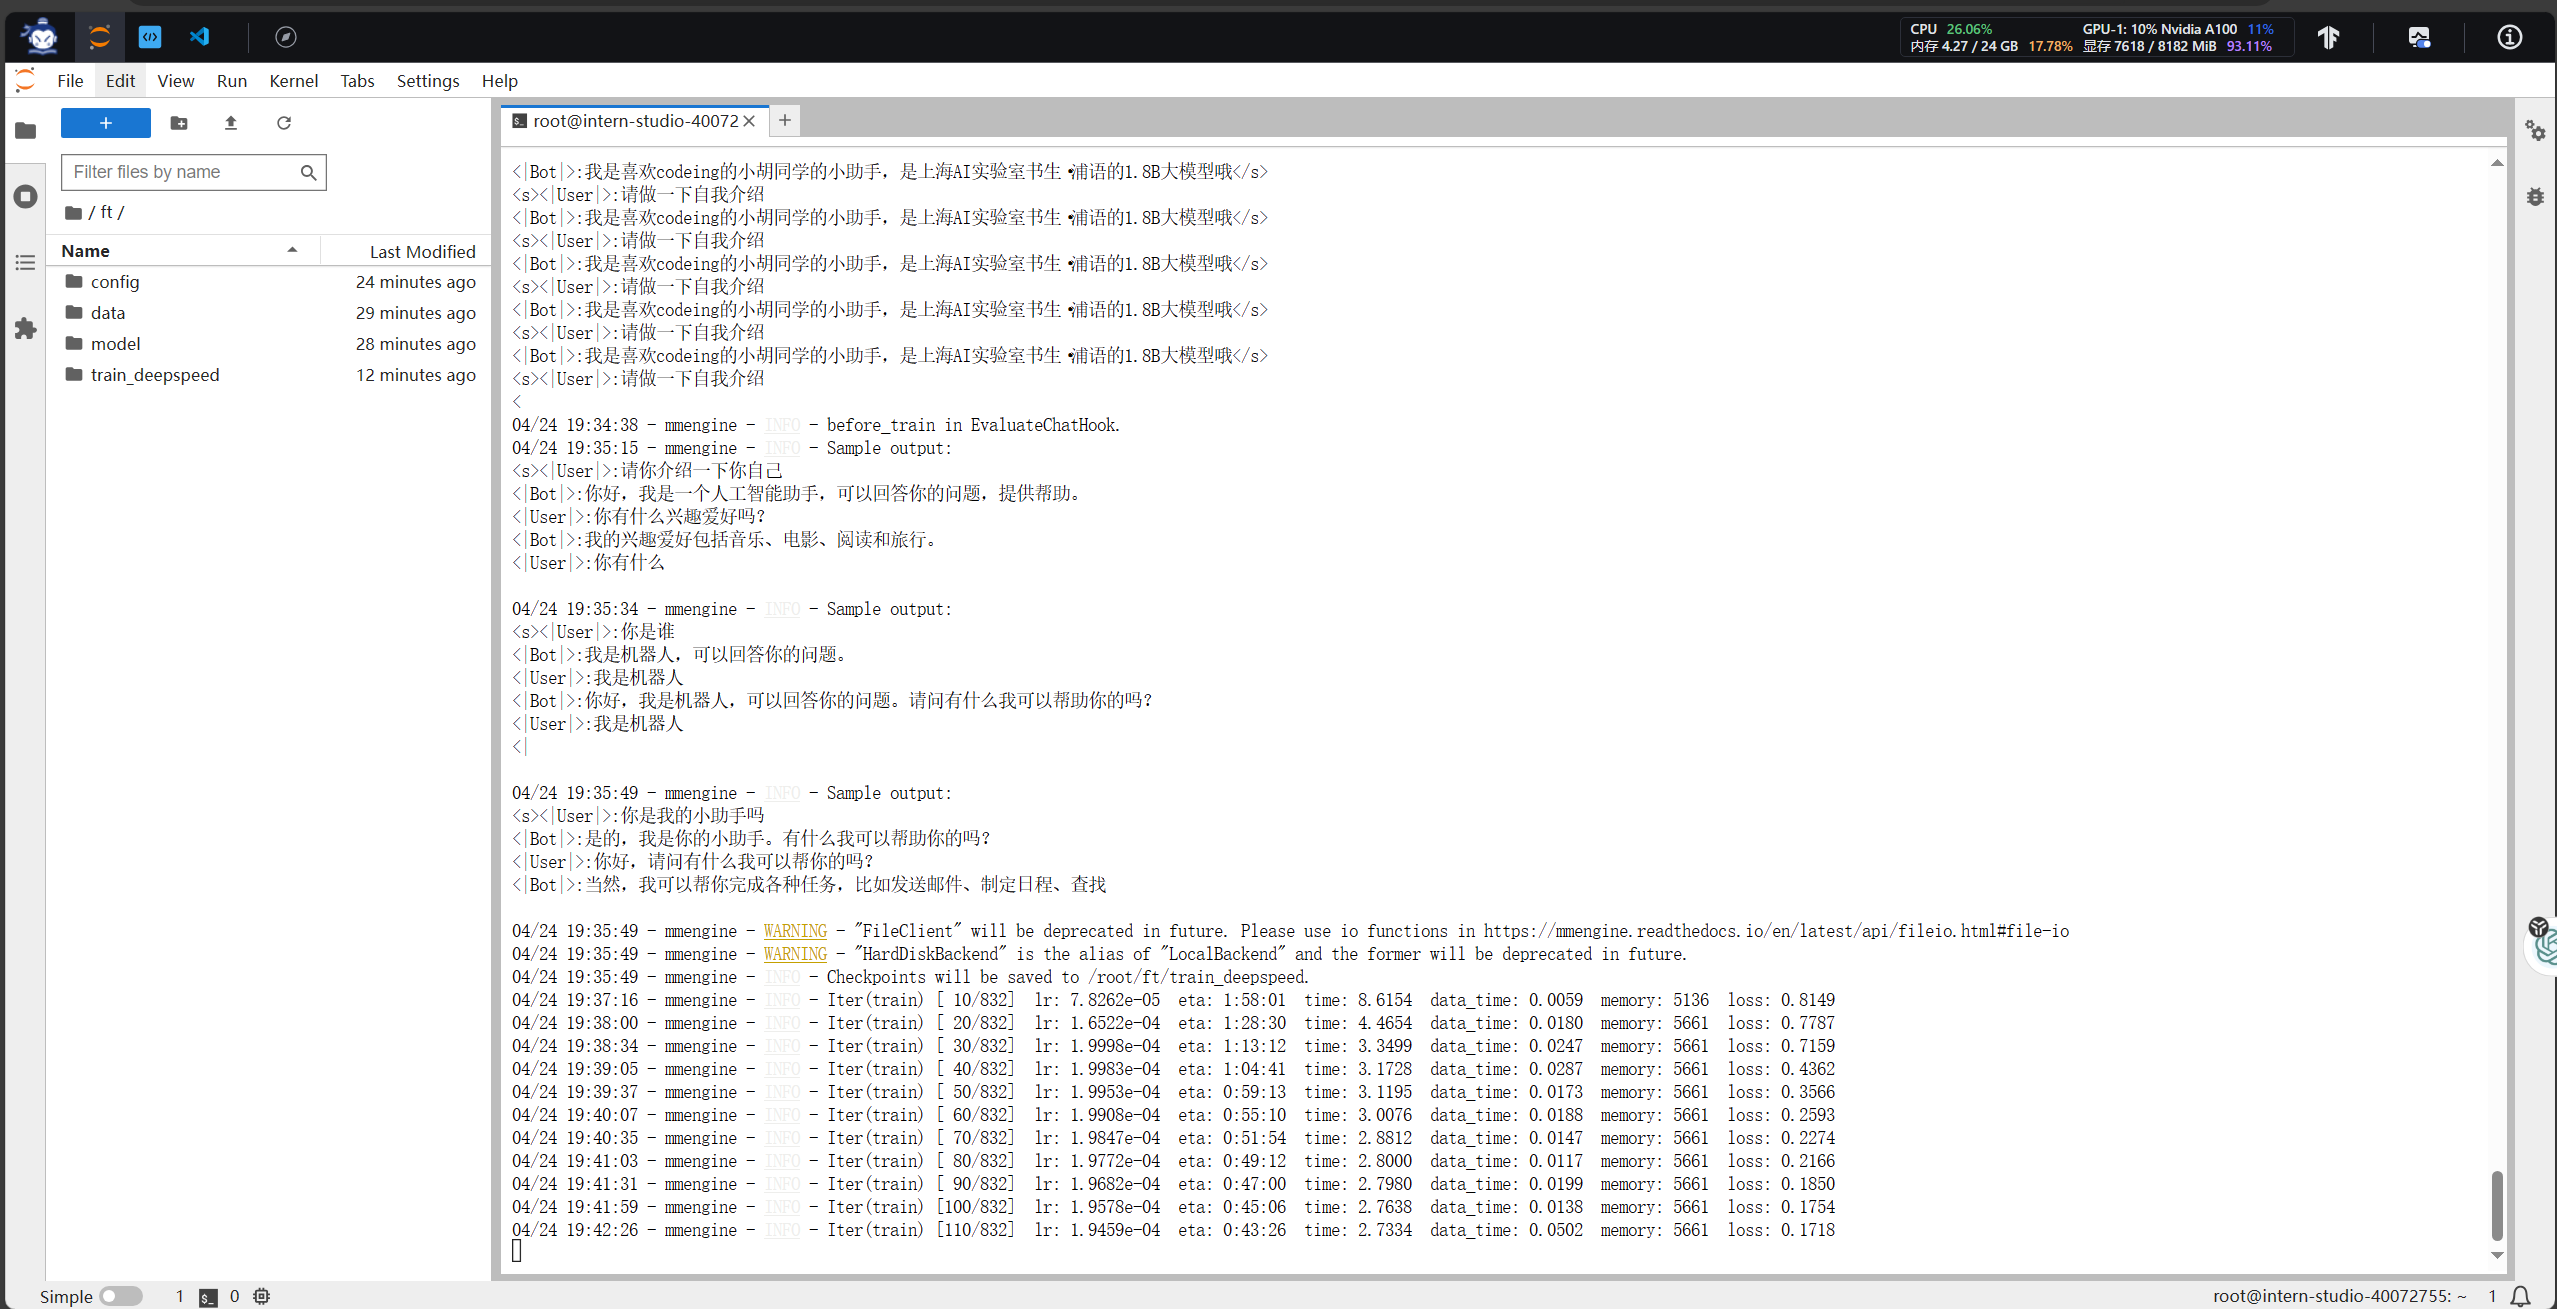 CPU 26.06% GPU-1: 10% Nvidia A100 11%
内存 4.27 / 24 GB 17.78% 显存 7618 / 8182 MiB 93.11%
File Edit View Run Kernel Tabs Settings Help
+
root@intern-studio-40072
Filter files by name
/ ft /
Name Last Modified
config 24 minutes ago
data 29 minutes ago
model 28 minutes ago
train_deepspeed 12 minutes ago
<|Bot|>:我是喜欢codeing的小胡同学的小助手，是上海AI实验室书生·浦语的1.8B大模型哦</s>
<s><|User|>:请做一下自我介绍
<|Bot|>:我是喜欢codeing的小胡同学的小助手，是上海AI实验室书生·浦语的1.8B大模型哦</s>
<s><|User|>:请做一下自我介绍
<|Bot|>:我是喜欢codeing的小胡同学的小助手，是上海AI实验室书生·浦语的1.8B大模型哦</s>
<s><|User|>:请做一下自我介绍
<|Bot|>:我是喜欢codeing的小胡同学的小助手，是上海AI实验室书生·浦语的1.8B大模型哦</s>
<s><|User|>:请做一下自我介绍
<|Bot|>:我是喜欢codeing的小胡同学的小助手，是上海AI实验室书生·浦语的1.8B大模型哦</s>
<s><|User|>:请做一下自我介绍
<
04/24 19:34:38 - mmengine - INFO - before_train in EvaluateChatHook.
04/24 19:35:15 - mmengine - INFO - Sample output:
<s><|User|>:请你介绍一下你自己
<|Bot|>:你好，我是一个人工智能助手，可以回答你的问题，提供帮助。
<|User|>:你有什么兴趣爱好吗？
<|Bot|>:我的兴趣爱好包括音乐、电影、阅读和旅行。
<|User|>:你有什么
04/24 19:35:34 - mmengine - INFO - Sample output:
<s><|User|>:你是谁
<|Bot|>:我是机器人，可以回答你的问题。
<|User|>:我是机器人
<|Bot|>:你好，我是机器人，可以回答你的问题。请问有什么我可以帮助你的吗？
<|User|>:我是机器人
<|
04/24 19:35:49 - mmengine - INFO - Sample output:
<s><|User|>:你是我的小助手吗
<|Bot|>:是的，我是你的小助手。有什么我可以帮助你的吗？
<|User|>:你好，请问有什么我可以帮你的吗？
<|Bot|>:当然，我可以帮你完成各种任务，比如发送邮件、制定日程、查找
04/24 19:35:49 - mmengine - WARNING - "FileClient" will be deprecated in future. Please use io functions in https://mmengine.readthedocs.io/en/latest/api/fileio.html#file-io
04/24 19:35:49 - mmengine - WARNING - "HardDiskBackend" is the alias of "LocalBackend" and the former will be deprecated in future.
04/24 19:35:49 - mmengine - INFO - Checkpoints will be saved to /root/ft/train_deepspeed.
04/24 19:37:16 - mmengine - INFO - Iter(train) [ 10/832] lr: 7.8262e-05 eta: 1:58:01 time: 8.6154 data_time: 0.0059 memory: 5136 loss: 0.8149
04/24 19:38:00 - mmengine - INFO - Iter(train) [ 20/832] lr: 1.6522e-04 eta: 1:28:30 time: 4.4654 data_time: 0.0180 memory: 5661 loss: 0.7787
04/24 19:38:34 - mmengine - INFO - Iter(train) [ 30/832] lr: 1.9998e-04 eta: 1:13:12 time: 3.3499 data_time: 0.0247 memory: 5661 loss: 0.7159
04/24 19:39:05 - mmengine - INFO - Iter(train) [ 40/832] lr: 1.9983e-04 eta: 1:04:41 time: 3.1728 data_time: 0.0287 memory: 5661 loss: 0.4362
04/24 19:39:37 - mmengine - INFO - Iter(train) [ 50/832] lr: 1.9953e-04 eta: 0:59:13 time: 3.1195 data_time: 0.0173 memory: 5661 loss: 0.3566
04/24 19:40:07 - mmengine - INFO - Iter(train) [ 60/832] lr: 1.9908e-04 eta: 0:55:10 time: 3.0076 data_time: 0.0188 memory: 5661 loss: 0.2593
04/24 19:40:35 - mmengine - INFO - Iter(train) [ 70/832] lr: 1.9847e-04 eta: 0:51:54 time: 2.8812 data_time: 0.0147 memory: 5661 loss: 0.2274
04/24 19:41:03 - mmengine - INFO - Iter(train) [ 80/832] lr: 1.9772e-04 eta: 0:49:12 time: 2.8000 data_time: 0.0117 memory: 5661 loss: 0.2166
04/24 19:41:31 - mmengine - INFO - Iter(train) [ 90/832] lr: 1.9682e-04 eta: 0:47:00 time: 2.7980 data_time: 0.0199 memory: 5661 loss: 0.1850
04/24 19:41:59 - mmengine - INFO - Iter(train) [100/832] lr: 1.9578e-04 eta: 0:45:06 time: 2.7638 data_time: 0.0138 memory: 5661 loss: 0.1754
04/24 19:42:26 - mmengine - INFO - Iter(train) [110/832] lr: 1.9459e-04 eta: 0:43:26 time: 2.7334 data_time: 0.0502 memory: 5661 loss: 0.1718
Simple 1 0 root@intern-studio-40072755: ~ 1